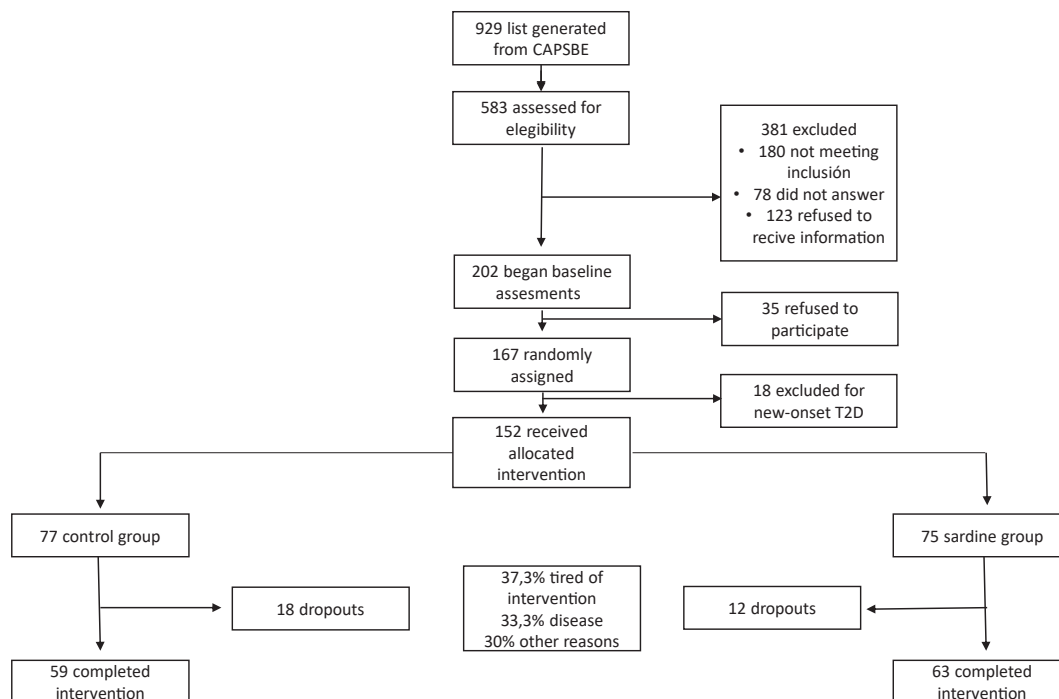 929 list generated
from CAPSBE
583 assessed for
elegibility
381 excluded
• 180 not meeting
inclusión
• 78 did not answer
• 123 refused to
recive information
202 began baseline
assesments
35 refused to
participate
167 randomly
assigned
18 excluded for
new-onset T2D
152 received
allocated
intervention
77 control group
75 sardine group
37,3% tired of
intervention
33,3% disease
30% other reasons
18 dropouts
12 dropouts
59 completed
intervention
63 completed
intervention